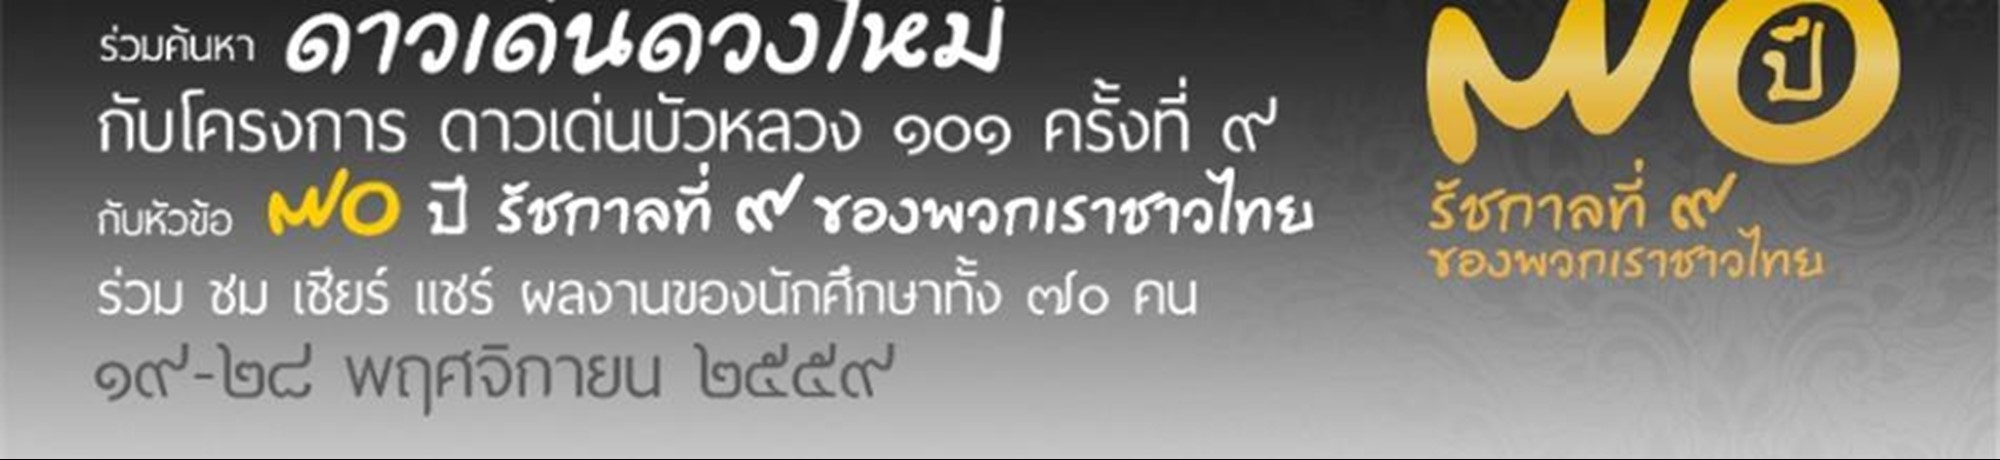 ร่วมค้นหา ดาวเด่นดวงใหม่
กับโครงการ ดาวเด่นบัวหลวง ๑๐๑ ครั้งที่ ๙
กับหัวข้อ ๗๐ ปี รัชกาลที่ ๙ ของพวกเราชาวไทย
ร่วม ชม เชียร์ แชร์ ผลงานของนักศึกษาทั้ง ๗๐ คน
๑๙-๒๘ พฤศจิกายน ๒๕๕๙
๗๐ ปี
รัชกาลที่ ๙
ของพวกเราชาวไทย